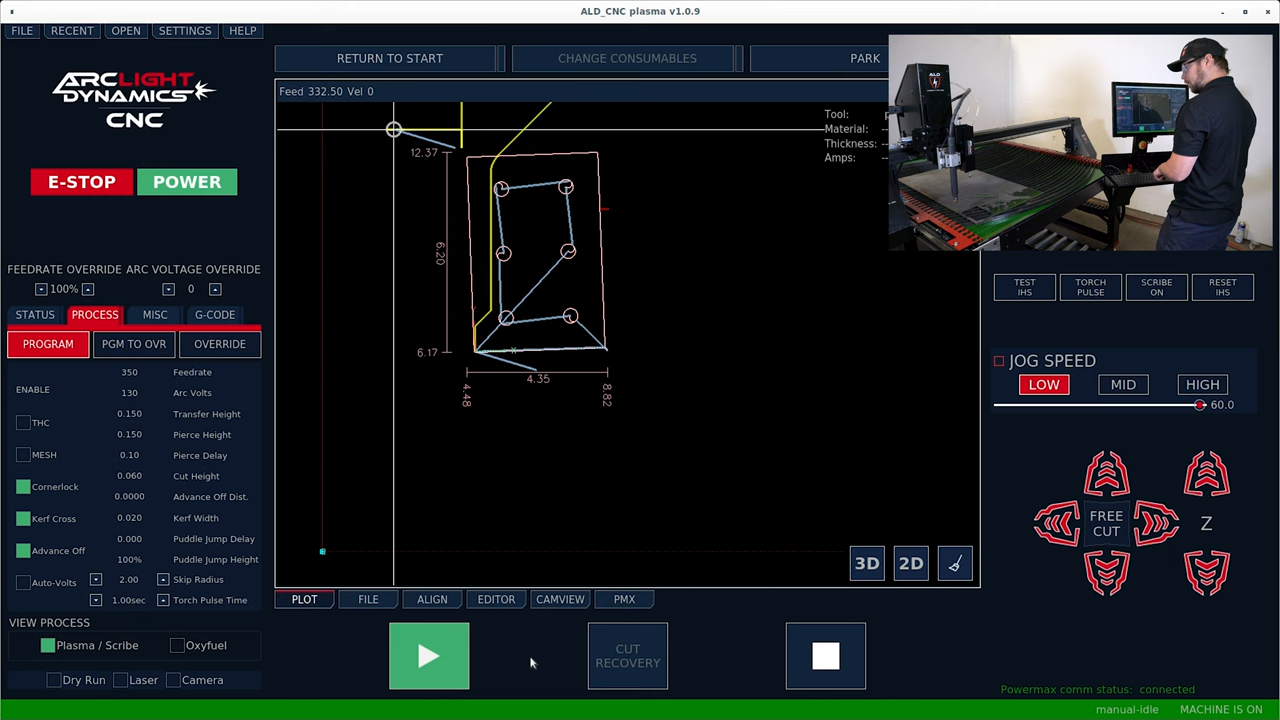 ALD_CNC plasma v1.0.9
FILE RECENT OPEN SETTINGS HELP
ARCLIGHT
DYNAMICS
CNC
E-STOP POWER
FEEDRATE OVERRIDE ARC VOLTAGE OVERRIDE
100% 0
STATUS PROCESS MISC G-CODE
PROGRAM PGM TO OVR OVERRIDE
ENABLE
THC
MESH
Cornerlock
Kerf Cross
Advance Off
Auto-Volts
350 Feedrate
130 Arc Volts
0.150 Transfer Height
0.150 Pierce Height
0.10 Pierce Delay
0.060 Cut Height
0.0000 Advance Off Dist.
0.020 Kerf Width
0.000 Puddle Jump Delay
100% Puddle Jump Height
2.00 Skip Radius
1.00sec Torch Pulse Time
VIEW PROCESS
Plasma / Scribe Oxyfuel
Dry Run Laser Camera
RETURN TO START CHANGE CONSUMABLES PARK
Feed 332.50 Vel 0
Tool:
Material: --
Thickness: --
Amps: --
12.37
6.20
6.17
4.48
4.35
8.82
X
3D 2D
PLOT FILE ALIGN EDITOR CAMVIEW PMX
CUT
RECOVERY
ALD
TEST
IHS
TORCH
PULSE
SCRIBE
ON
RESET
IHS
JOG SPEED
LOW MID HIGH
60.0
FREE
CUT
Z
Powermax comm status: connected
manual-idle MACHINE IS ON